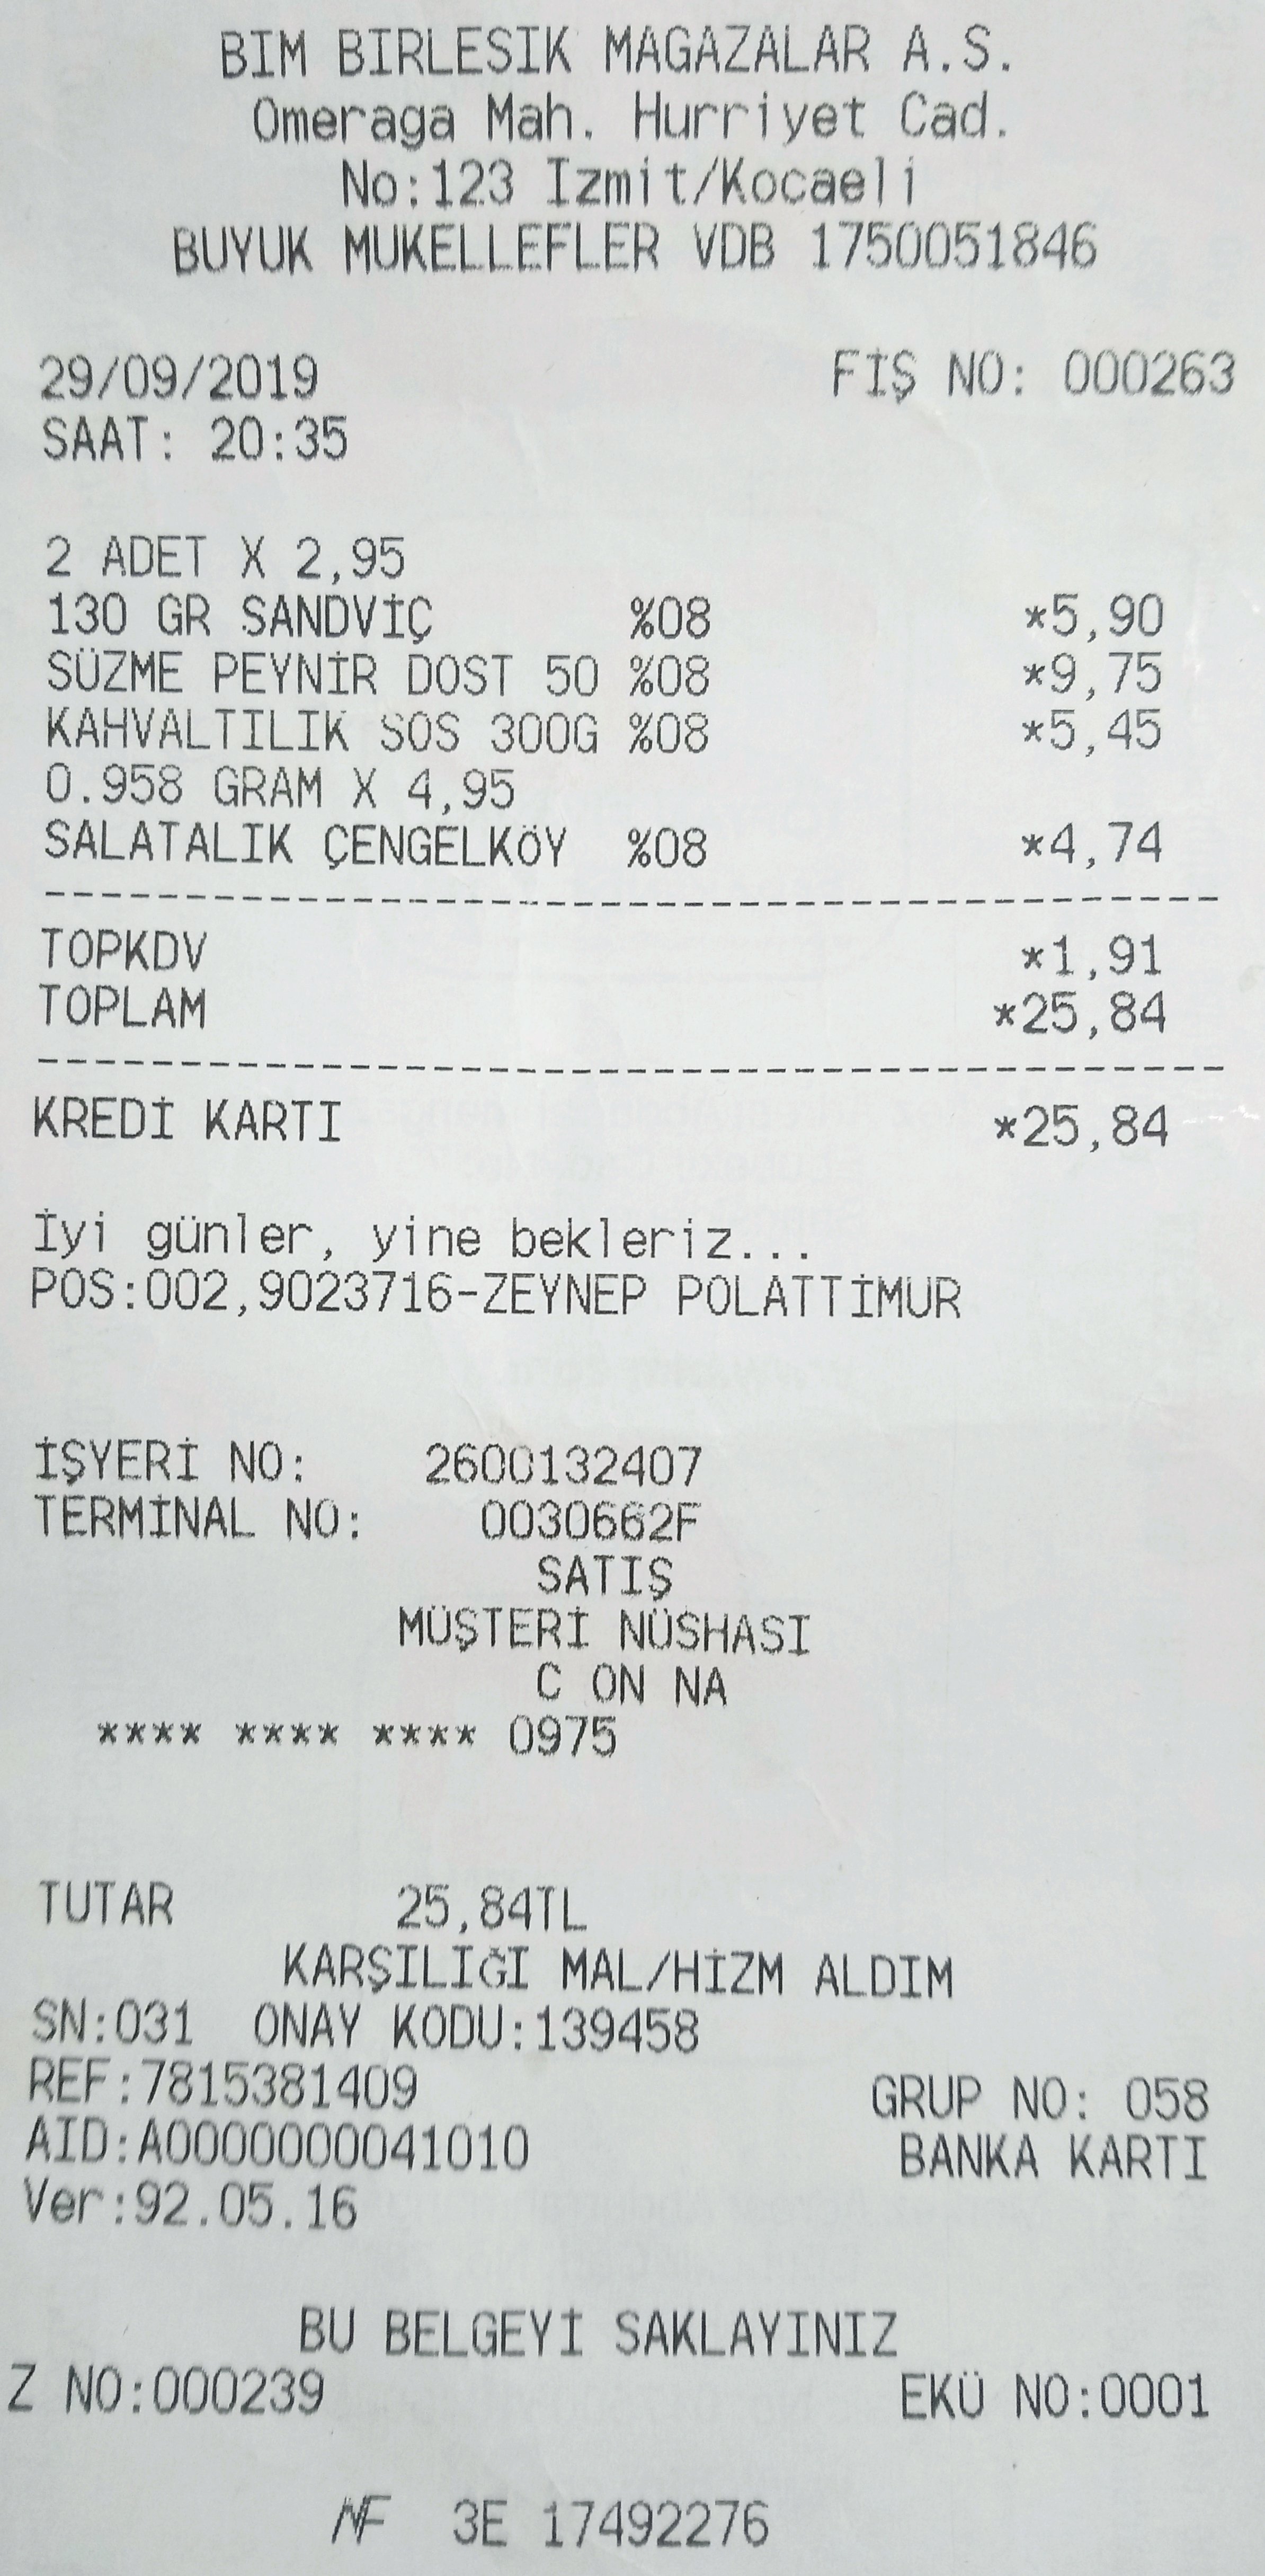 BIM BIRLESIK MAGAZALAR A.S.
Omeraga Mah. Hurriyet Cad.
No:123 Izmit/Kocaeli
BUYUK MUKELLEFLER VDB 1750051846
29/09/2019 FİŞ NO: 000263
SAAT: 20:35
2 ADET X 2,95
130 GR SANDVİÇ %08 *5,90
SÜZME PEYNİR DOST 50 %08 *9,75
KAHVALTILIK SOS 300G %08 *5,45
0.958 GRAM X 4,95
SALATALIK ÇENGELKÖY %08 *4,74
TOPKDV *1,91
TOPLAM *25,84
KREDİ KARTI *25,84
İyi günler, yine bekleriz...
POS:002,9023716-ZEYNEP POLATTİMUR
İŞYERİ NO: 2600132407
TERMİNAL NO: 0030662F
SATIŞ
MÜŞTERİ NÜSHASI
C ON NA
**** **** **** 0975
TUTAR 25,84TL
KARŞILIĞI MAL/HİZM ALDIM
SN:031 ONAY KODU:139458
REF:7815381409 GRUP NO: 058
AID:A0000000041010 BANKA KARTI
Ver:92.05.16
BU BELGEYİ SAKLAYINIZ
Z NO:000239 EKÜ NO:0001
MF 3E 17492276